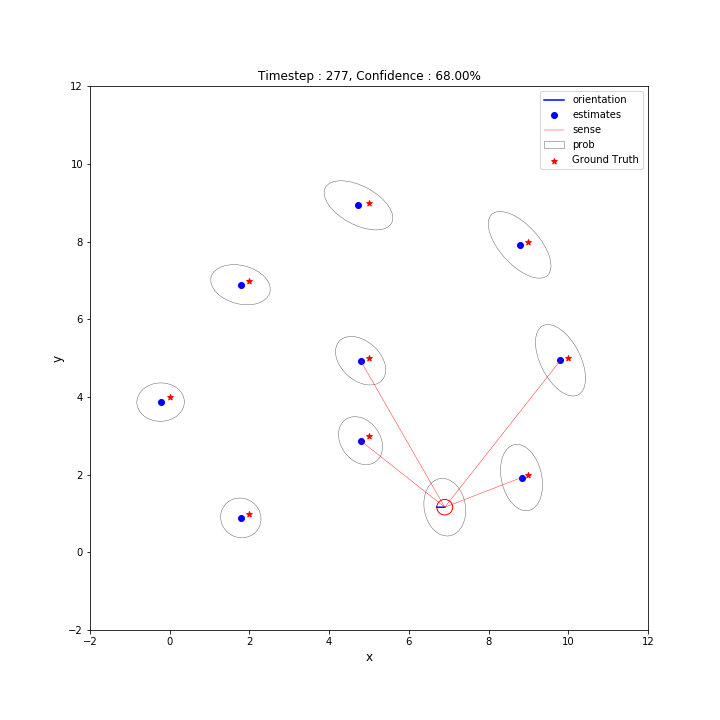 Timestep : 277, Confidence : 68.00%
orientation
estimates
sense
prob
Ground Truth
12
10
8
6
4
2
0
−2
y
−2 0 2 4 6 8 10 12
x